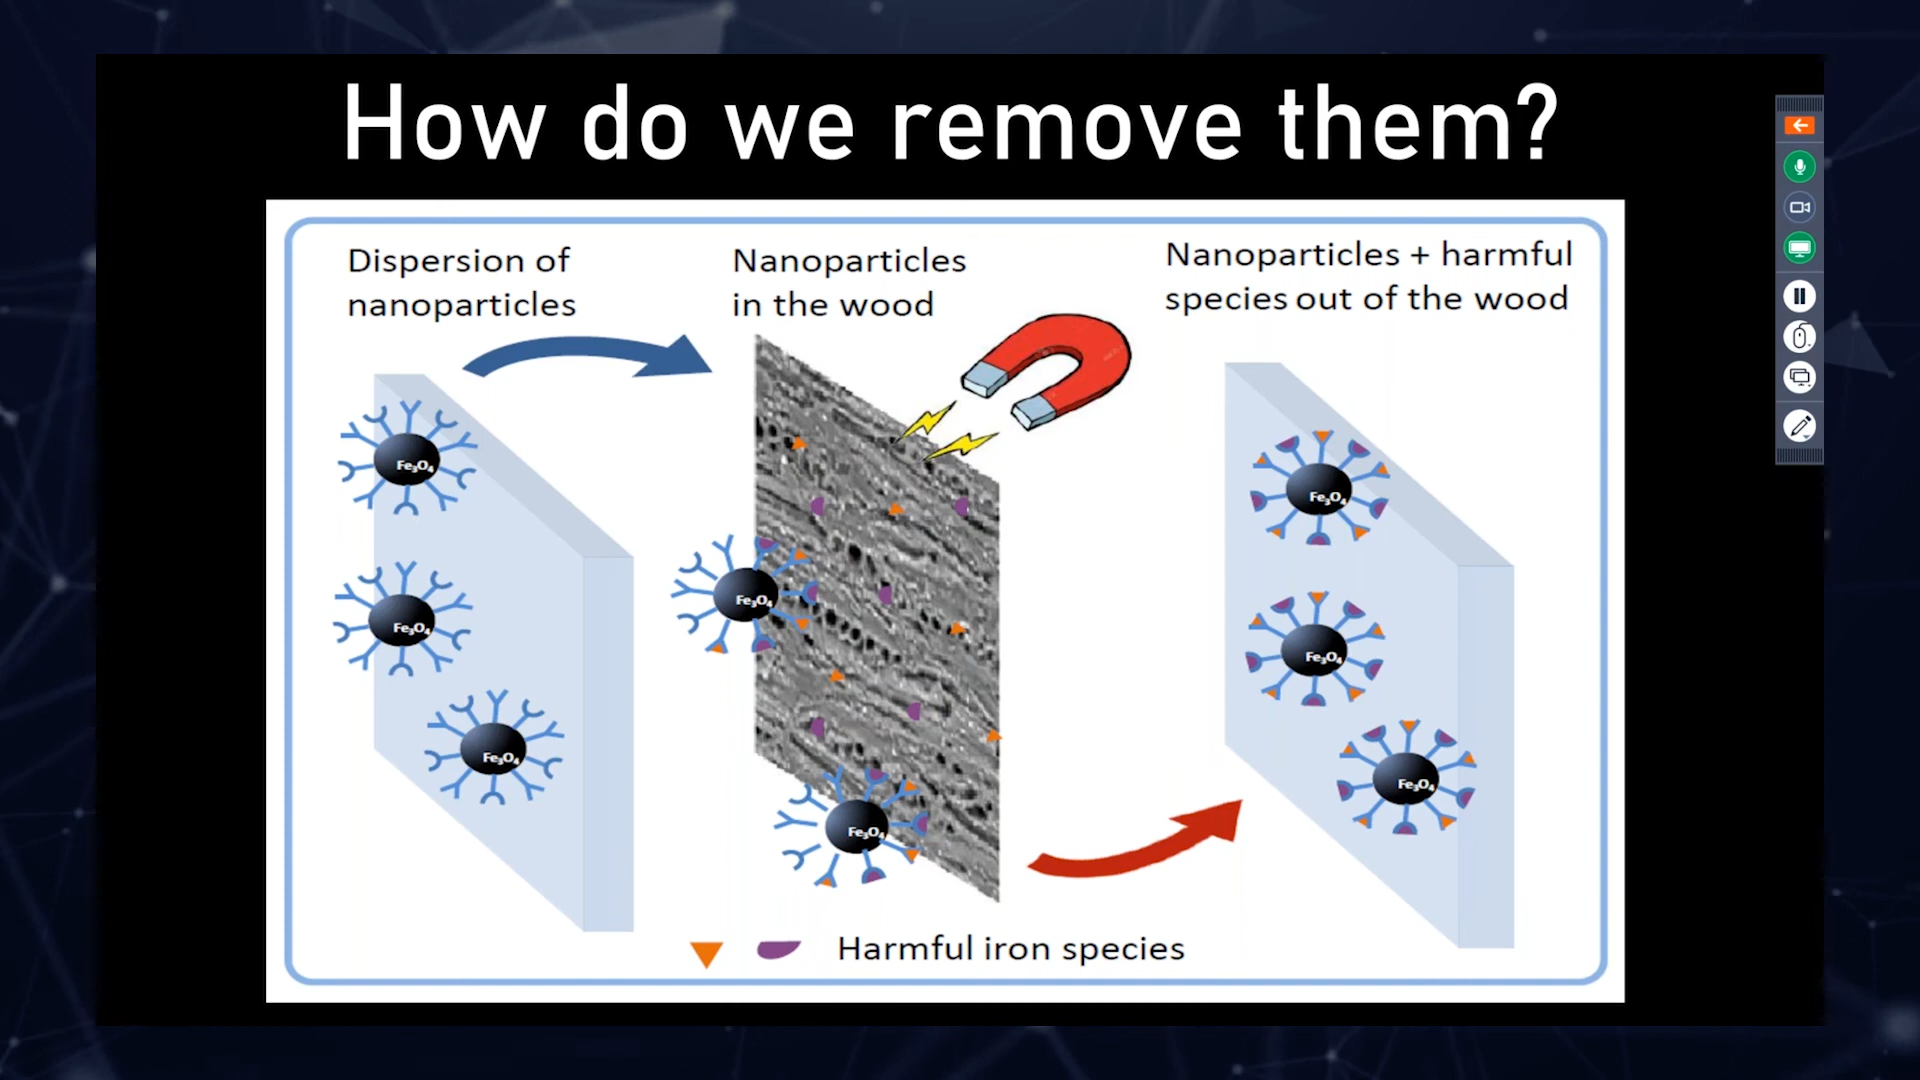 How do we remove them?
Dispersion of
nanoparticles
Nanoparticles
in the wood
Nanoparticles + harmful
species out of the wood
Fe₃O₄
Fe₃O₄
Fe₃O₄
Fe₃O₄
Fe₃O₄
Fe₃O₄
Fe₃O₄
Fe₃O₄
Harmful iron species